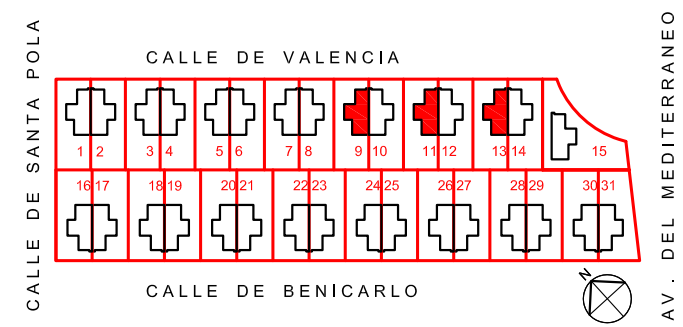 CALLE DE SANTA POLA
CALLE DE VALENCIA
AV. DEL MEDITERRANEO
1 2 3 4 5 6 7 8 9 10 11 12 13 14 15
16 17 18 19 20 21 22 23 24 25 26 27 28 29 30 31
CALLE DE BENICARLO
N